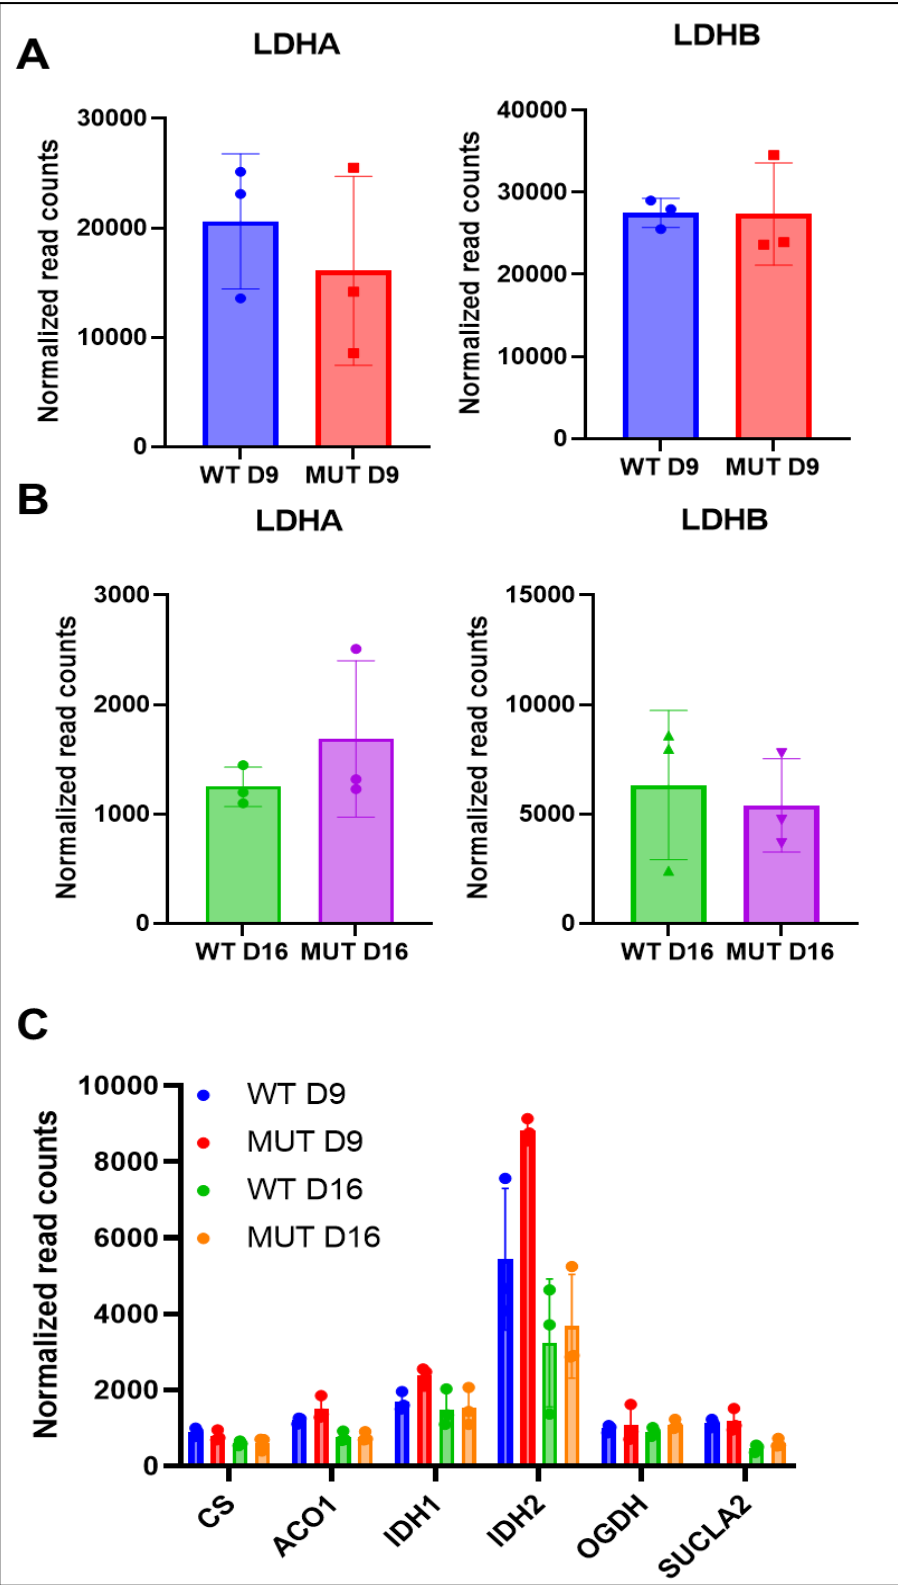 A
LDHA
LDHB
Normalized read counts
30000
20000
10000
0
WT D9 MUT D9
Normalized read counts
40000
30000
20000
10000
0
WT D9 MUT D9
B
LDHA
LDHB
Normalized read counts
3000
2000
1000
0
WT D16 MUT D16
Normalized read counts
15000
10000
5000
0
WT D16 MUT D16
C
Normalized read counts
10000
8000
6000
4000
2000
0
WT D9
MUT D9
WT D16
MUT D16
CS
ACO1
IDH1
IDH2
OGDH
SUCLA2